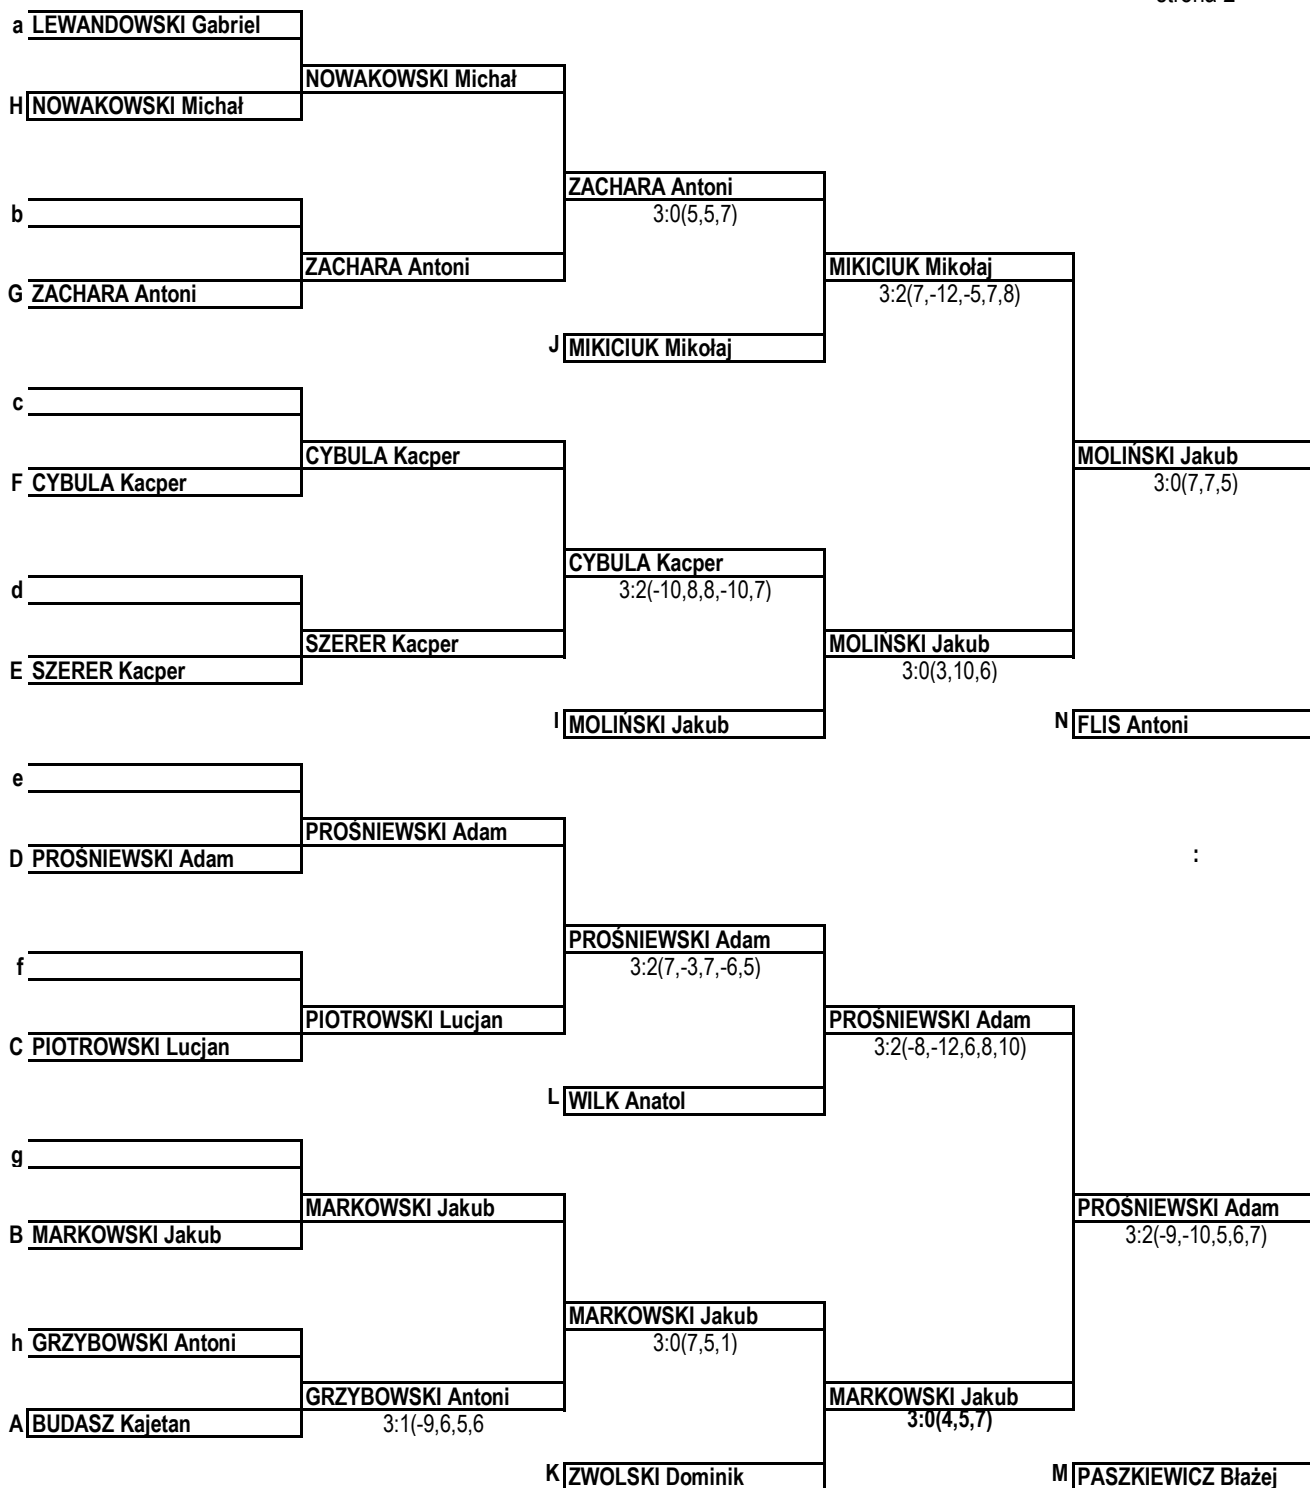 a LEWANDOWSKI Gabriel
NOWAKOWSKI Michał
H NOWAKOWSKI Michał
ZACHARA Antoni
b
3:0(5,5,7)
ZACHARA Antoni
MIKICIUK Mikołaj
G ZACHARA Antoni
3:2(7,-12,-5,7,8)
J MIKICIUK Mikołaj
c
CYBULA Kacper
MOLIŃSKI Jakub
F CYBULA Kacper
3:0(7,7,5)
CYBULA Kacper
d
3:2(-10,8,8,-10,7)
SZERER Kacper
MOLIŃSKI Jakub
E SZERER Kacper
3:0(3,10,6)
I MOLIŃSKI Jakub
N FLIS Antoni
e
PROŚNIEWSKI Adam
D PROŚNIEWSKI Adam
:
PROŚNIEWSKI Adam
f
3:2(7,-3,7,-6,5)
PIOTROWSKI Lucjan
PROŚNIEWSKI Adam
C PIOTROWSKI Lucjan
3:2(-8,-12,6,8,10)
L WILK Anatol
g
MARKOWSKI Jakub
PROŚNIEWSKI Adam
B MARKOWSKI Jakub
3:2(-9,-10,5,6,7)
MARKOWSKI Jakub
h GRZYBOWSKI Antoni
3:0(7,5,1)
GRZYBOWSKI Antoni
MARKOWSKI Jakub
A BUDASZ Kajetan
3:1(-9,6,5,6
3:0(4,5,7)
K ZWOLSKI Dominik
M PASZKIEWICZ Błażej